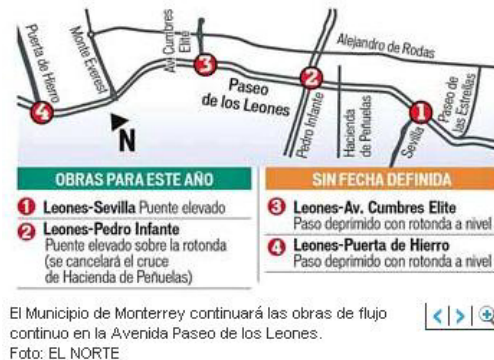 Puerta de Hierro
Monte Everest
Av. Cumbres
Elite
Alejandro de Rodas
3
2
4
Paseo
de los Leones
1
Pedro Infante
Hacienda
de Peñuelas
Sevilla
Paseo de
las Estrellas
N
OBRAS PARA ESTE AÑO
1 Leones-Sevilla Puente elevado
2 Leones-Pedro Infante
Puente elevado sobre la rotonda
(se cancelará el cruce
de Hacienda de Peñuelas)
SIN FECHA DEFINIDA
3 Leones-Av. Cumbres Elite
Paso deprimido con rotonda a nivel
4 Leones-Puerta de Hierro
Paso deprimido con rotonda a nivel
El Municipio de Monterrey continuará las obras de flujo
continuo en la Avenida Paseo de los Leones.
Foto: EL NORTE